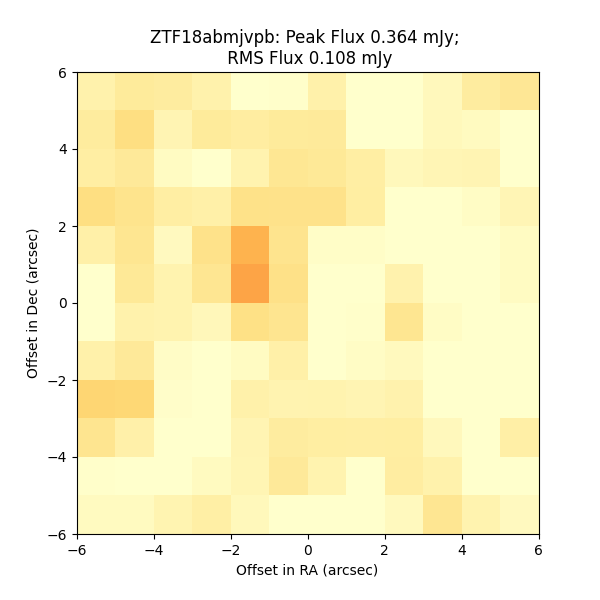 ZTF18abmjvpb: Peak Flux 0.364 mJy;
RMS Flux 0.108 mJy
6
4
2
0
−2
−4
−6
Offset in Dec (arcsec)
−6 −4 −2 0 2 4 6
Offset in RA (arcsec)